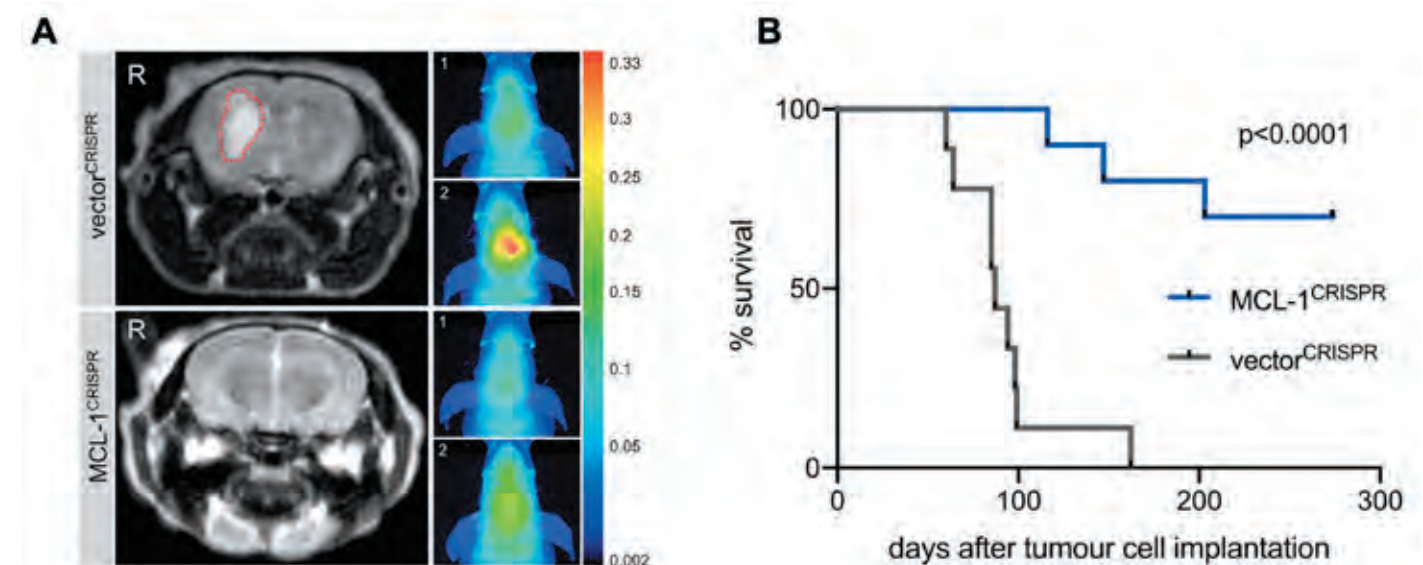 A
vector^CRISPR
R
1
2
MCL-1^CRISPR
R
1
2
0.33
0.3
0.25
0.2
0.15
0.1
0.05
0.002
B
% survival
100
50
0
p<0.0001
MCL-1^CRISPR
vector^CRISPR
0 100 200 300
days after tumour cell implantation